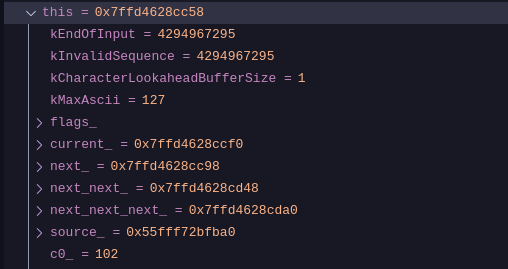 this = 0x7ffd4628cc58
kEndOfInput = 4294967295
kInvalidSequence = 4294967295
kCharacterLookaheadBufferSize = 1
kMaxAscii = 127
flags_
current_ = 0x7ffd4628ccf0
next_ = 0x7ffd4628cc98
next_next_ = 0x7ffd4628cd48
next_next_next_ = 0x7ffd4628cda0
source_ = 0x55fff72bfba0
c0_ = 102